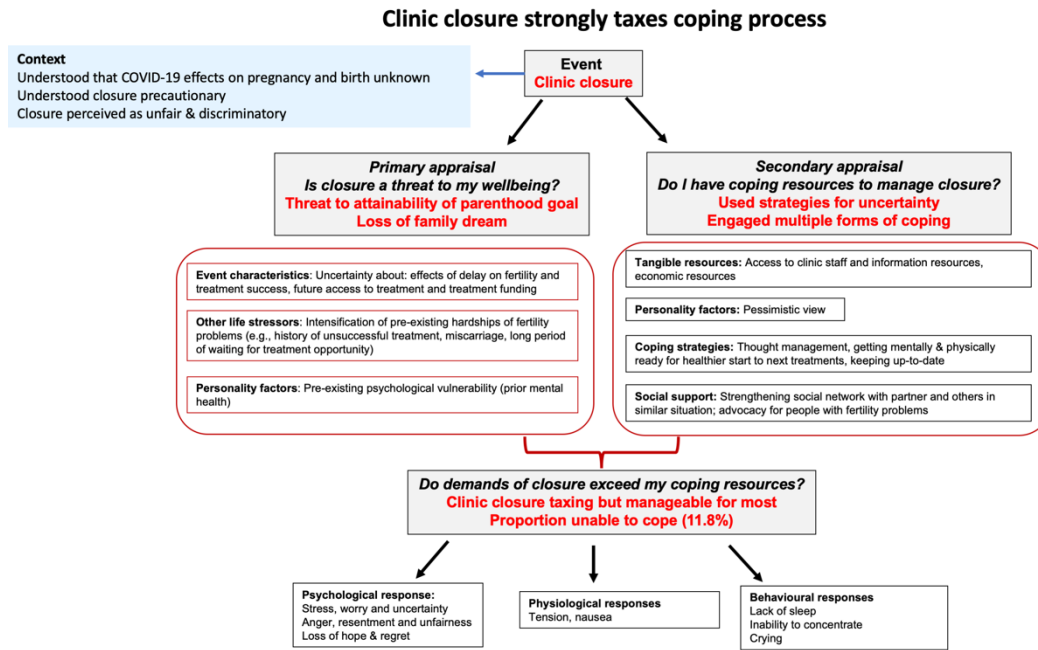 Clinic closure strongly taxes coping process
Context
Understood that COVID-19 effects on pregnancy and birth unknown
Understood closure precautionary
Closure perceived as unfair & discriminatory
Event
Clinic closure
Primary appraisal
Is closure a threat to my wellbeing?
Threat to attainability of parenthood goal
Loss of family dream
Secondary appraisal
Do I have coping resources to manage closure?
Used strategies for uncertainty
Engaged multiple forms of coping
Event characteristics: Uncertainty about: effects of delay on fertility and
treatment success, future access to treatment and treatment funding
Other life stressors: Intensification of pre-existing hardships of fertility
problems (e.g., history of unsuccessful treatment, miscarriage, long period
of waiting for treatment opportunity)
Personality factors: Pre-existing psychological vulnerability (prior mental
health)
Tangible resources: Access to clinic staff and information resources,
economic resources
Personality factors: Pessimistic view
Coping strategies: Thought management, getting mentally & physically
ready for healthier start to next treatments, keeping up-to-date
Social support: Strengthening social network with partner and others in
similar situation; advocacy for people with fertility problems
Do demands of closure exceed my coping resources?
Clinic closure taxing but manageable for most
Proportion unable to cope (11.8%)
Psychological response:
Stress, worry and uncertainty
Anger, resentment and unfairness
Loss of hope & regret
Physiological responses
Tension, nausea
Behavioural responses
Lack of sleep
Inability to concentrate
Crying